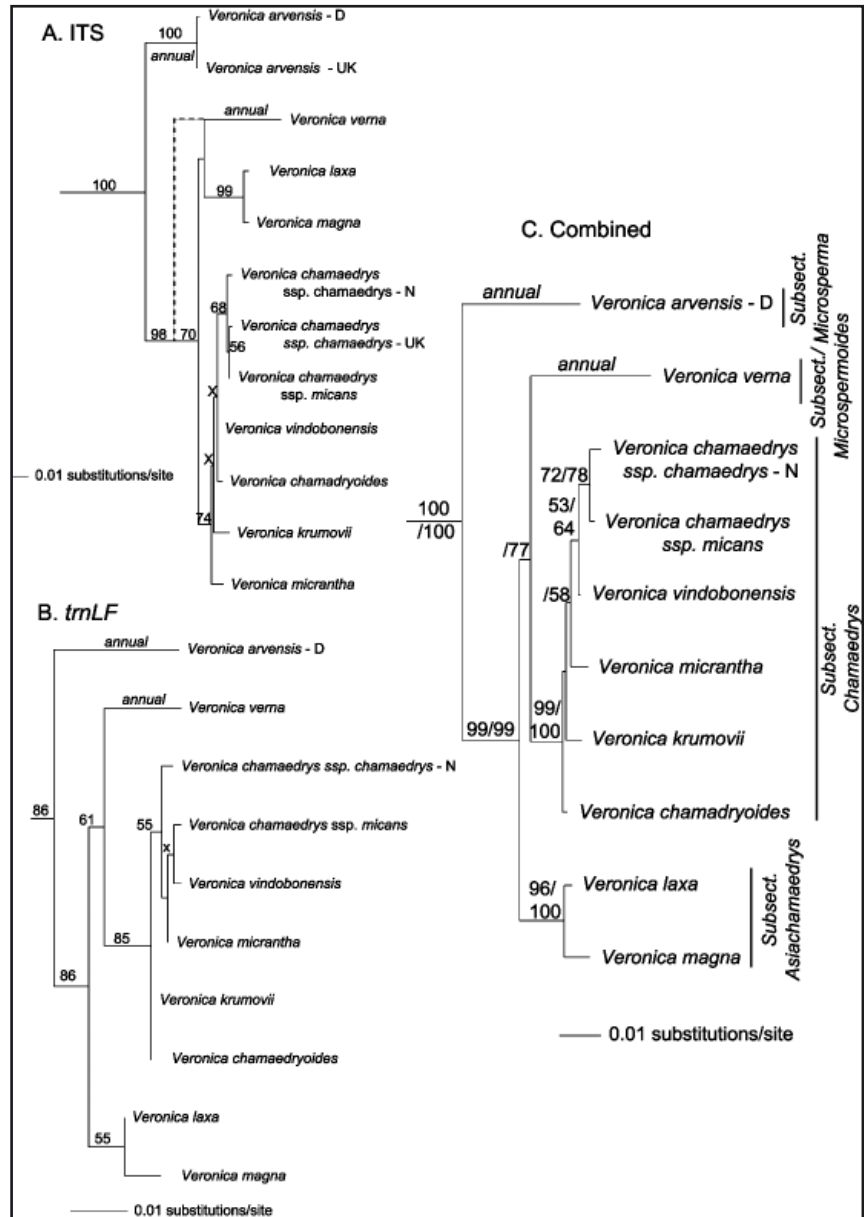 A. ITS
100
annual
Veronica arvensis - D
Veronica arvensis - UK
annual
Veronica verna
100
99
Veronica laxa
Veronica magna
68
Veronica chamaedrys
ssp. chamaedrys - N
Veronica chamaedrys
ssp. chamaedrys - UK
56
98
70
Veronica chamaedrys
ssp. micans
X
Veronica vindobonensis
X
Veronica chamadryoides
0.01 substitutions/site
74
Veronica krumovii
Veronica micrantha
B. trnLF
annual
Veronica arvensis - D
annual
Veronica verna
86
61
Veronica chamaedrys ssp. chamaedrys - N
55
Veronica chamaedrys ssp. micans
x
Veronica vindobonensis
85
Veronica micrantha
86
Veronica krumovii
Veronica chamaedryoides
Veronica laxa
55
Veronica magna
0.01 substitutions/site
C. Combined
annual
Veronica arvensis - D
Subsect.
Microsperma
annual
Veronica verna
Subsect./
Microspermoides
72/78
Veronica chamaedrys
ssp. chamaedrys - N
53/
64
Veronica chamaedrys
ssp. micans
100
/100
/77
/58
Veronica vindobonensis
Veronica micrantha
99/99
99/
100
Veronica krumovii
Veronica chamadryoides
Subsect.
Chamaedrys
96/
100
Veronica laxa
Veronica magna
Subsect.
Asiachamaedrys
0.01 substitutions/site